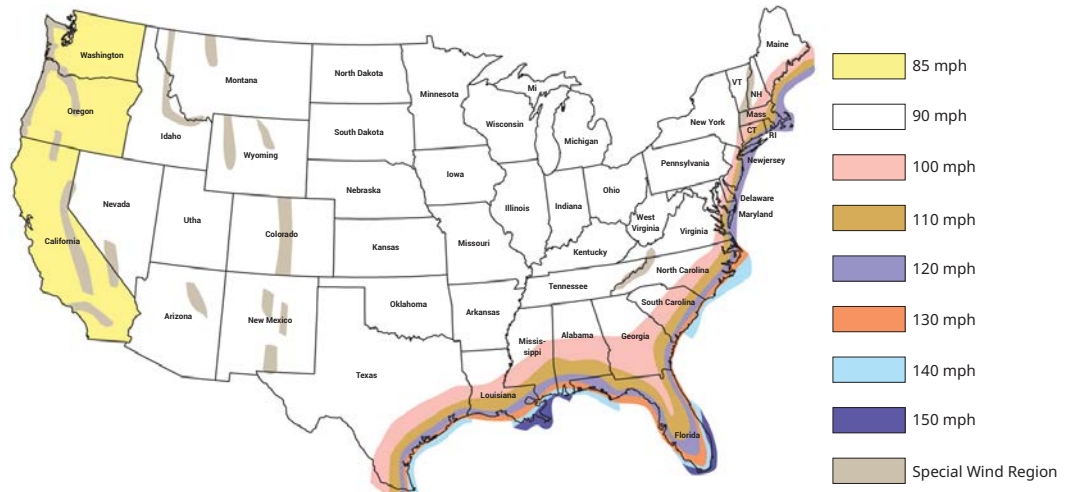 Washington
Oregon
California
Nevada
Idaho
Montana
Wyoming
Utha
Colorado
Arizona
New Mexico
North Dakota
South Dakota
Nebraska
Kansas
Oklahoma
Texas
Minnesota
Iowa
Missouri
Arkansas
Louisiana
Wisconsin
Illinois
Mi
Michigan
Indiana
Ohio
Kentucky
Tennessee
Missis-
sippi
Alabama
Georgia
Florida
South Carolina
North Carolina
Virginia
West
Virginia
Pennsylvania
New York
VT
NH
Maine
Mass
CT
RI
Newjersey
Delaware
Maryland
85 mph
90 mph
100 mph
110 mph
120 mph
130 mph
140 mph
150 mph
Special Wind Region